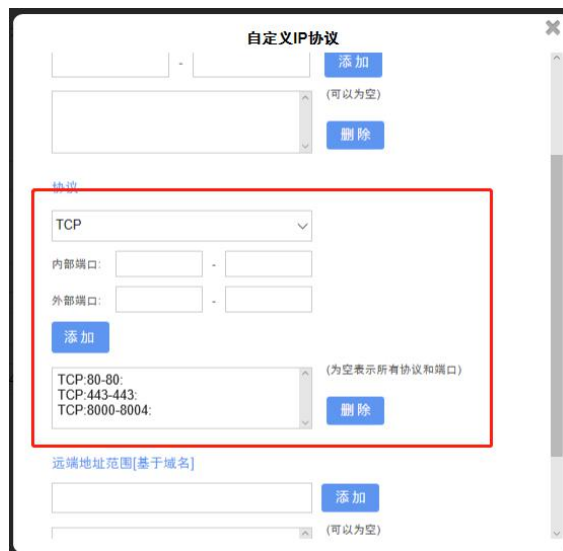 自定义IP协议
-
添加
(可以为空)
删除
协议
TCP
内部端口: -
外部端口: -
添加
(为空表示所有协议和端口)
TCP:80-80:
TCP:443-443:
TCP:8000-8004:
删除
远端地址范围[基于域名]
添加
(可以为空)